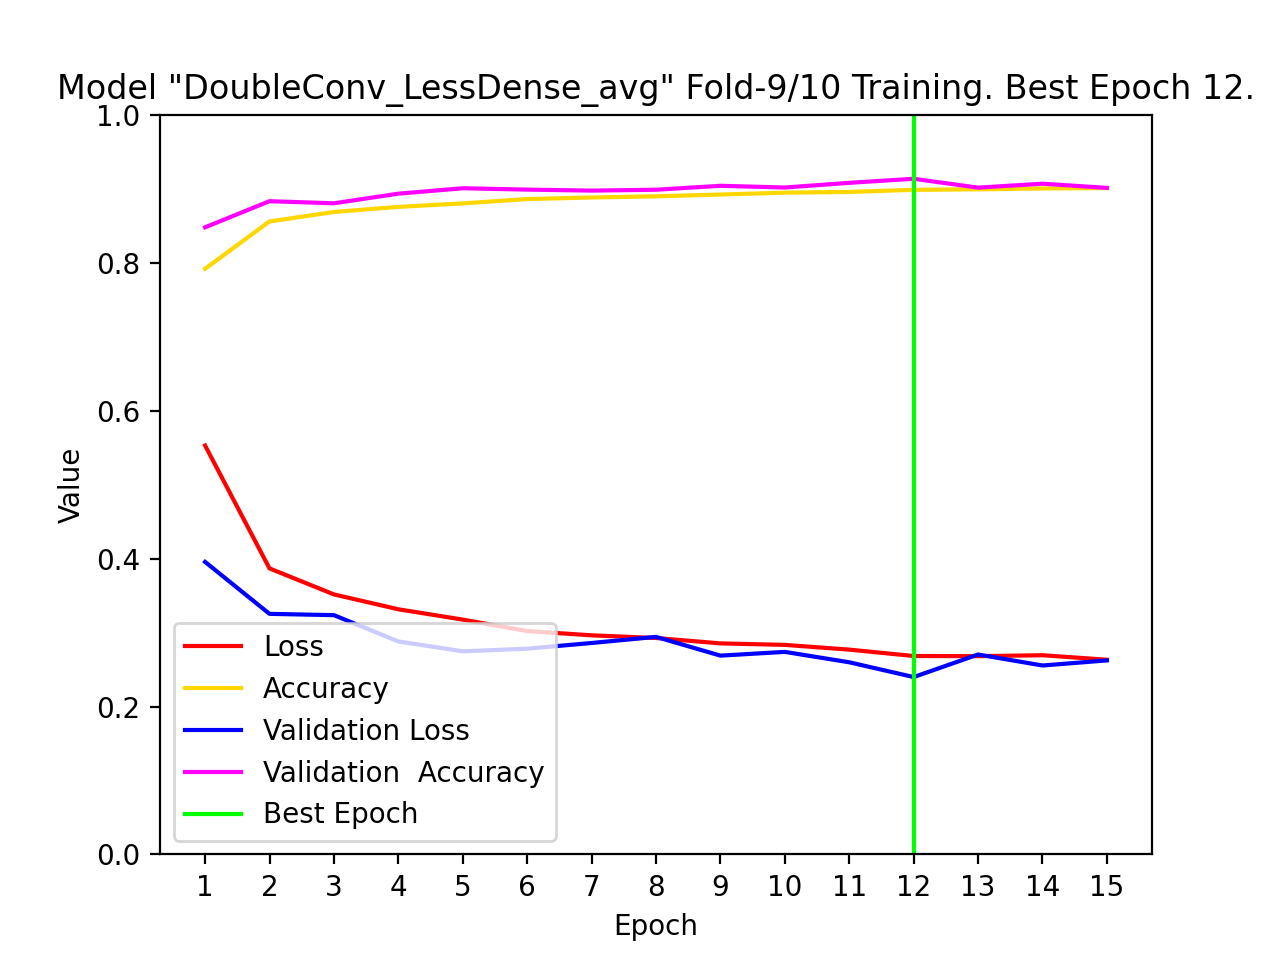 Model "DoubleConv_LessDense_avg" Fold-9/10 Training. Best Epoch 12.
1.0
0.8
0.6
0.4
0.2
0.0
Value
Loss
Accuracy
Validation Loss
Validation  Accuracy
Best Epoch
1 2 3 4 5 6 7 8 9 10 11 12 13 14 15
Epoch